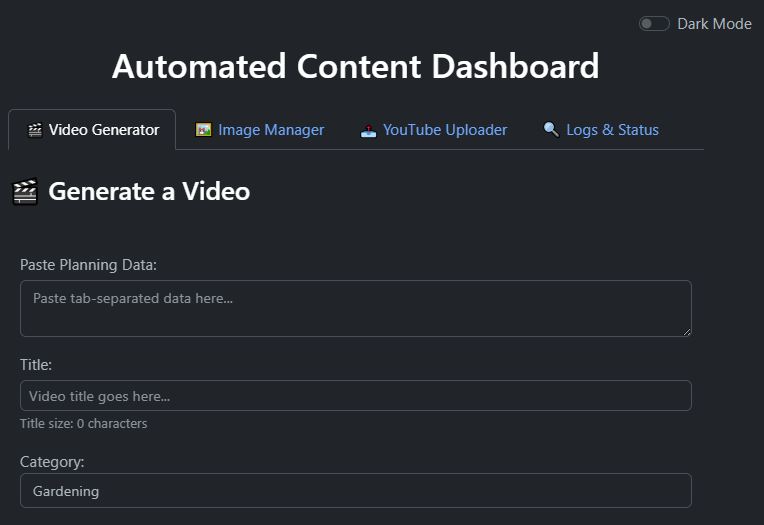 Dark Mode
Automated Content Dashboard
🎬 Video Generator 🖼️ Image Manager 📤 YouTube Uploader 🔍 Logs & Status
🎬 Generate a Video
Paste Planning Data:
Paste tab-separated data here...
Title:
Video title goes here...
Title size: 0 characters
Category:
Gardening